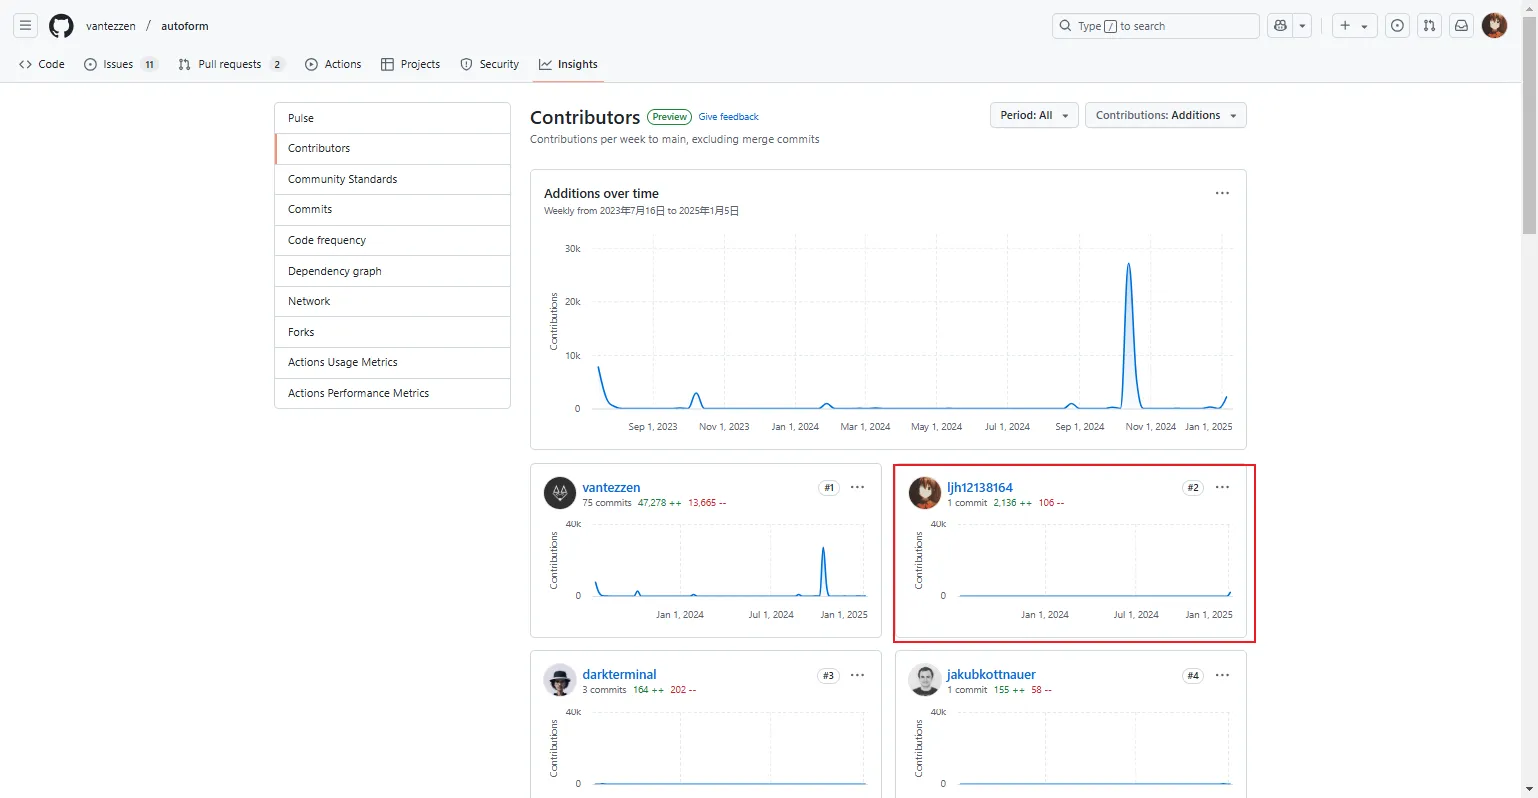 vantezzen / autoform
Type / to search
Code
Issues 11
Pull requests 2
Actions
Projects
Security
Insights
Pulse
Contributors
Community Standards
Commits
Code frequency
Dependency graph
Network
Forks
Actions Usage Metrics
Actions Performance Metrics
Contributors Preview Give feedback
Contributions per week to main, excluding merge commits
Period: All
Contributions: Additions
Additions over time
Weekly from 2023年7月16日 to 2025年1月5日
Contributions
30k
20k
10k
0
Sep 1, 2023 Nov 1, 2023 Jan 1, 2024 Mar 1, 2024 May 1, 2024 Jul 1, 2024 Sep 1, 2024 Nov 1, 2024 Jan 1, 2025
vantezzen #1
75 commits 47,278 ++ 13,665 --
Contributions
40k
0
Jan 1, 2024 Jul 1, 2024 Jan 1, 2025
ljh12138164 #2
1 commit 2,136 ++ 106 --
Contributions
40k
0
Jan 1, 2024 Jul 1, 2024 Jan 1, 2025
darkterminal #3
3 commits 164 ++ 202 --
Contributions
40k
0
jakubkottnauer #4
1 commit 155 ++ 58 --
Contributions
40k
0